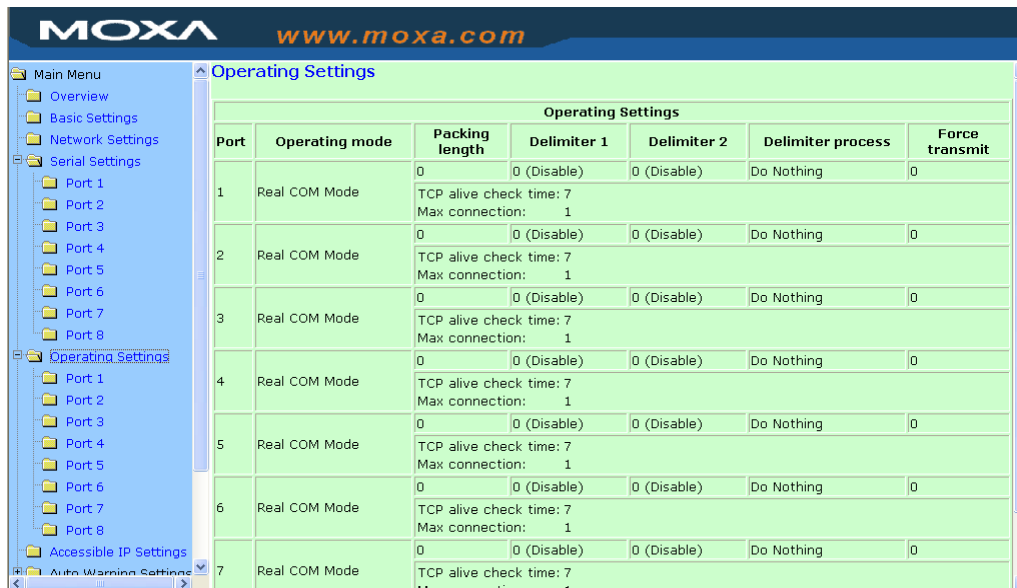 MOXA www.moxa.com
Main Menu
Overview
Basic Settings
Network Settings
Serial Settings
Port 1
Port 2
Port 3
Port 4
Port 5
Port 6
Port 7
Port 8
Operating Settings
Port 1
Port 2
Port 3
Port 4
Port 5
Port 6
Port 7
Port 8
Accessible IP Settings
Auto Warning Settings
Operating Settings
Operating Settings
Port Operating mode Packing length Delimiter 1 Delimiter 2 Delimiter process Force transmit
1 Real COM Mode 0 0 (Disable) 0 (Disable) Do Nothing 0
TCP alive check time: 7
Max connection: 1
2 Real COM Mode 0 0 (Disable) 0 (Disable) Do Nothing 0
TCP alive check time: 7
Max connection: 1
3 Real COM Mode 0 0 (Disable) 0 (Disable) Do Nothing 0
TCP alive check time: 7
Max connection: 1
4 Real COM Mode 0 0 (Disable) 0 (Disable) Do Nothing 0
TCP alive check time: 7
Max connection: 1
5 Real COM Mode 0 0 (Disable) 0 (Disable) Do Nothing 0
TCP alive check time: 7
Max connection: 1
6 Real COM Mode 0 0 (Disable) 0 (Disable) Do Nothing 0
TCP alive check time: 7
Max connection: 1
7 Real COM Mode 0 0 (Disable) 0 (Disable) Do Nothing 0
TCP alive check time: 7